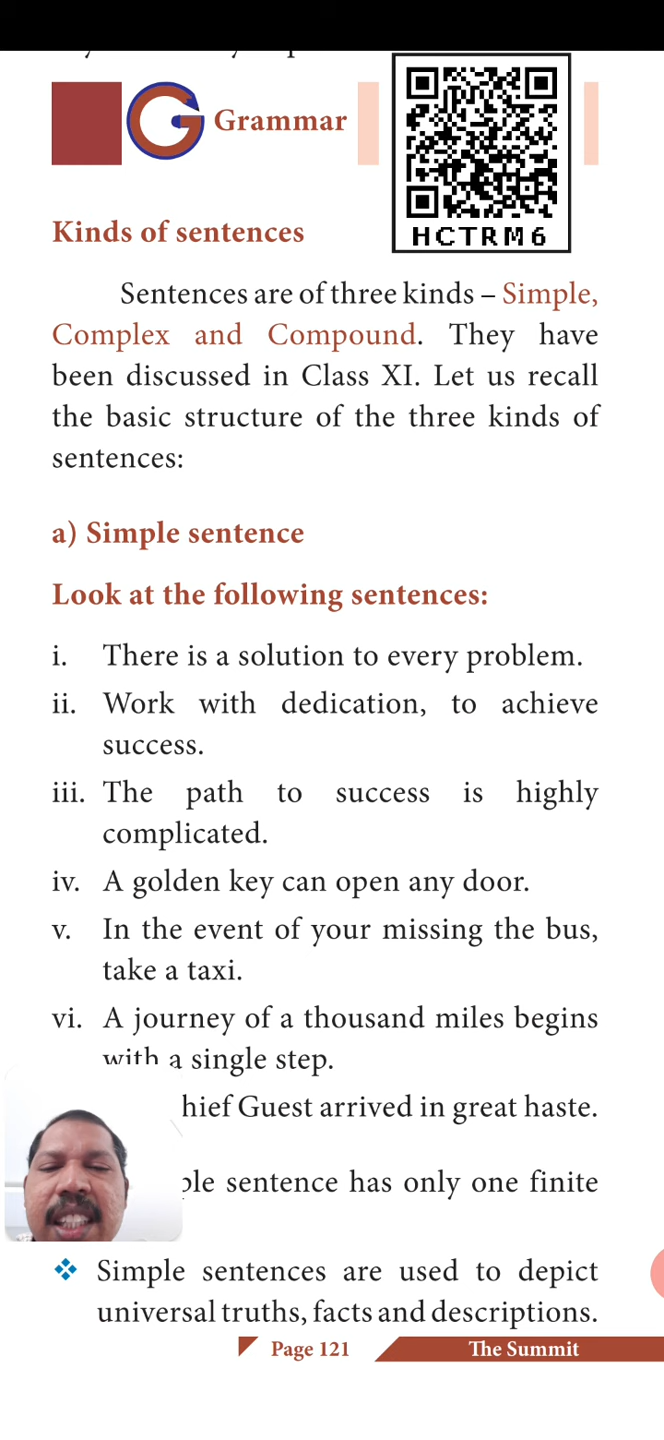 Grammar
HCTRM6
Kinds of sentences
Sentences are of three kinds – Simple,
Complex and Compound. They have
been discussed in Class XI. Let us recall
the basic structure of the three kinds of
sentences:
a) Simple sentence
Look at the following sentences:
i. There is a solution to every problem.
ii. Work with dedication, to achieve
success.
iii. The path to success is highly
complicated.
iv. A golden key can open any door.
v. In the event of your missing the bus,
take a taxi.
vi. A journey of a thousand miles begins
with a single step.
hief Guest arrived in great haste.
ple sentence has only one finite
❖ Simple sentences are used to depict
universal truths, facts and descriptions.
Page 121 The Summit